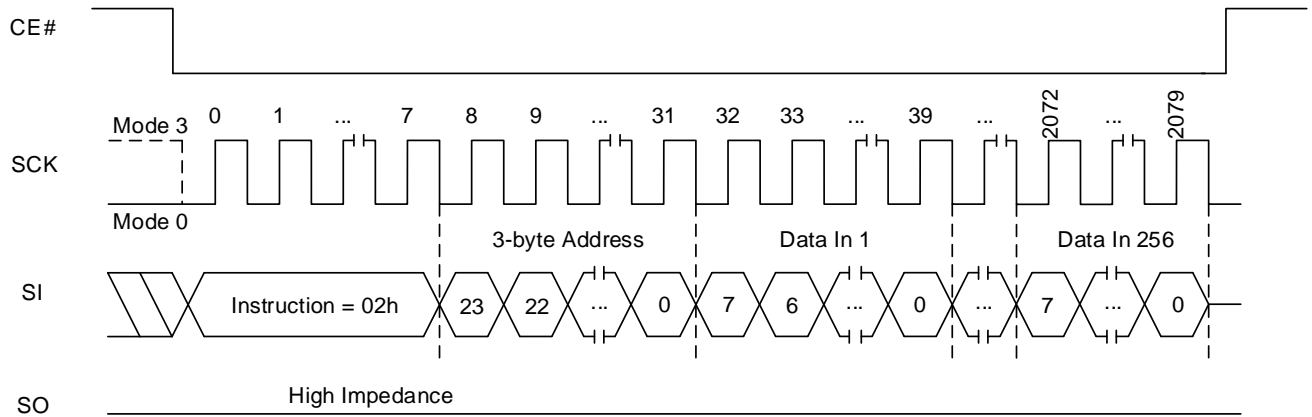 CE#
0 1 ... 7 8 9 ... 31 32 33 ... 39 ... 2072 ... 2079
Mode 3
SCK
Mode 0
3-byte Address Data In 1 Data In 256
SI Instruction = 02h 23 22 ... 0 7 6 ... 0 ... 7 ... 0
High Impedance
SO